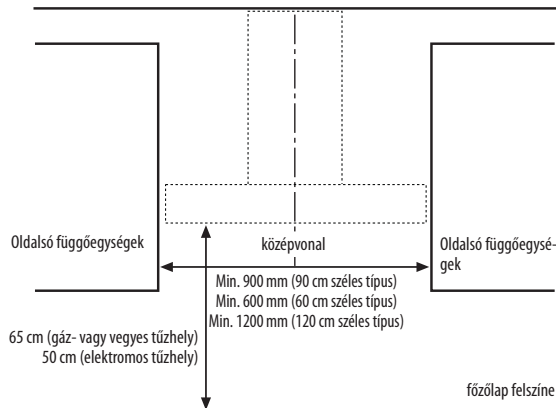 Oldalsó függőegységek
középvonal
Oldalsó függőegysé-
gek
Min. 900 mm (90 cm széles típus)
Min. 600 mm (60 cm széles típus)
Min. 1200 mm (120 cm széles típus)
65 cm (gáz- vagy vegyes tűzhely)
50 cm (elektromos tűzhely)
főzőlap felszíne